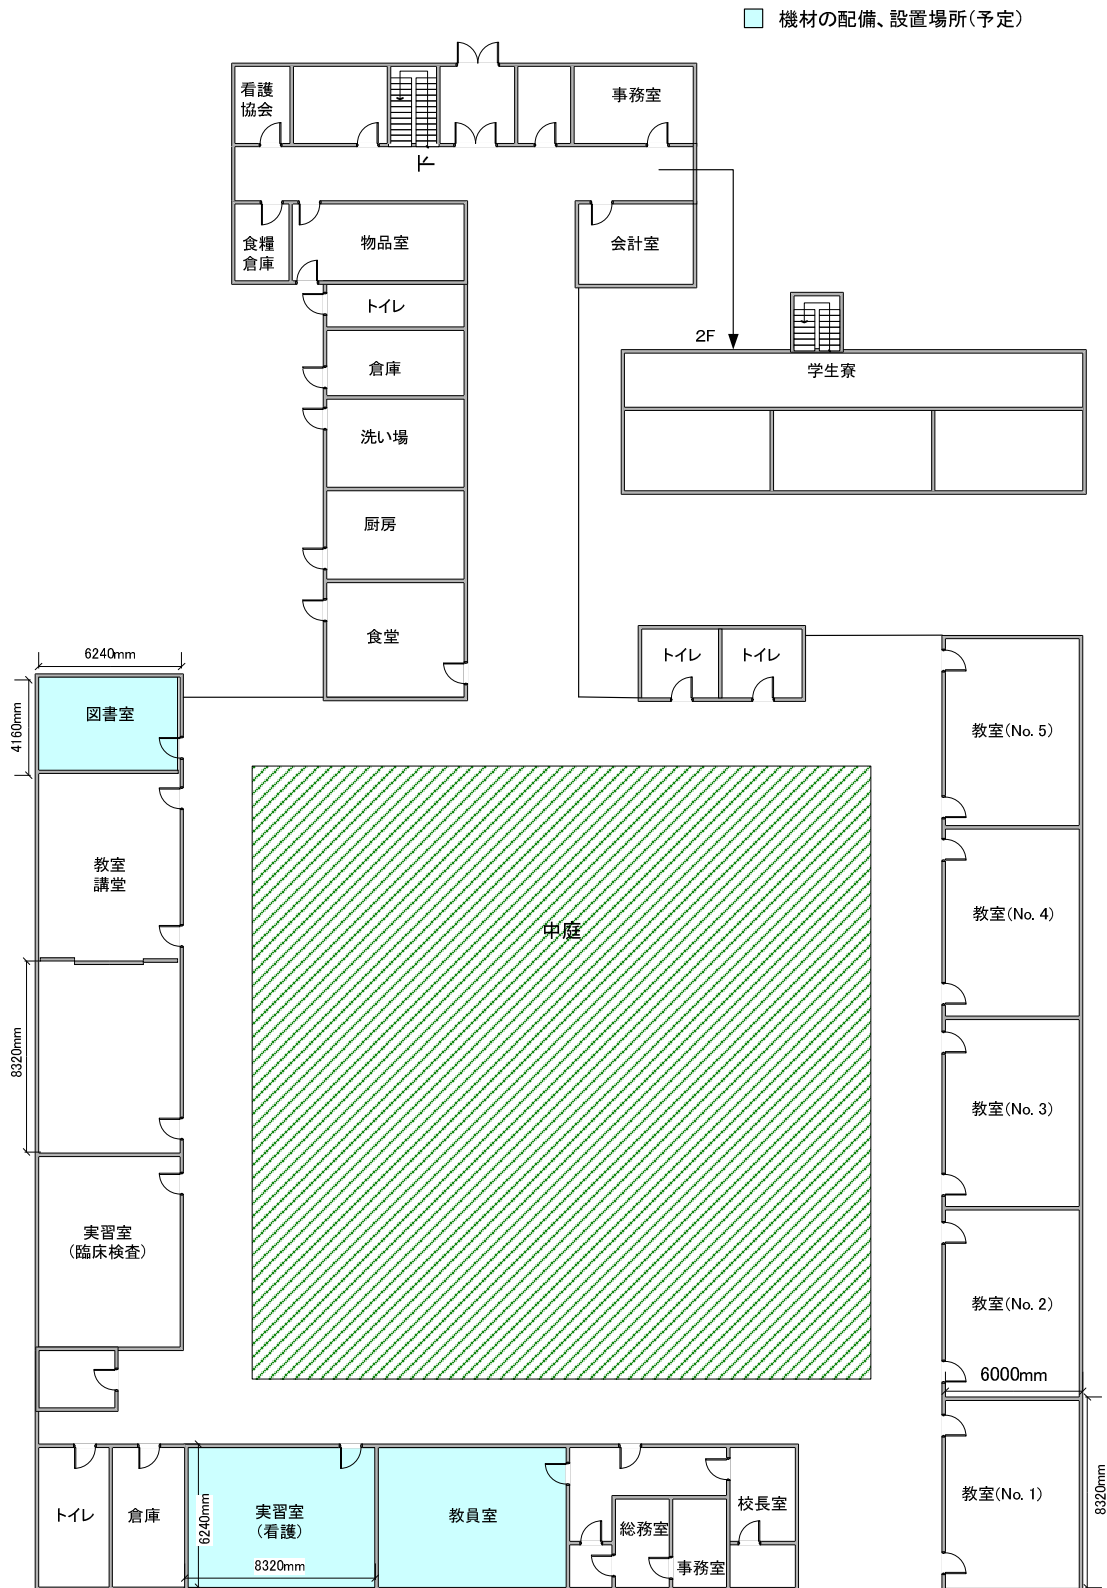 機材の配備、設置場所(予定)
看護
協会
事務室
下
食糧
倉庫
物品室
会計室
トイレ
2F
倉庫
学生寮
洗い場
厨房
食堂
トイレ
トイレ
6240mm
4160mm
図書室
教室(No. 5)
教室
講堂
教室(No. 4)
中庭
8320mm
教室(No. 3)
実習室
(臨床検査)
教室(No. 2)
6000mm
トイレ
倉庫
実習室
(看護)
6240mm
8320mm
教員室
総務室
事務室
校長室
教室(No. 1)
8320mm